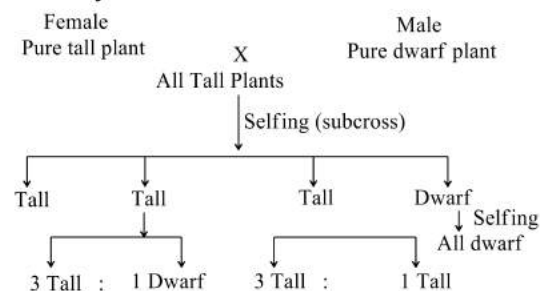 Female Male
Pure tall plant Pure dwarf plant
X
All Tall Plants
Selfing (subcross)
Tall Tall Tall Dwarf
Selfing
All dwarf
3 Tall : 1 Dwarf 3 Tall : 1 Tall